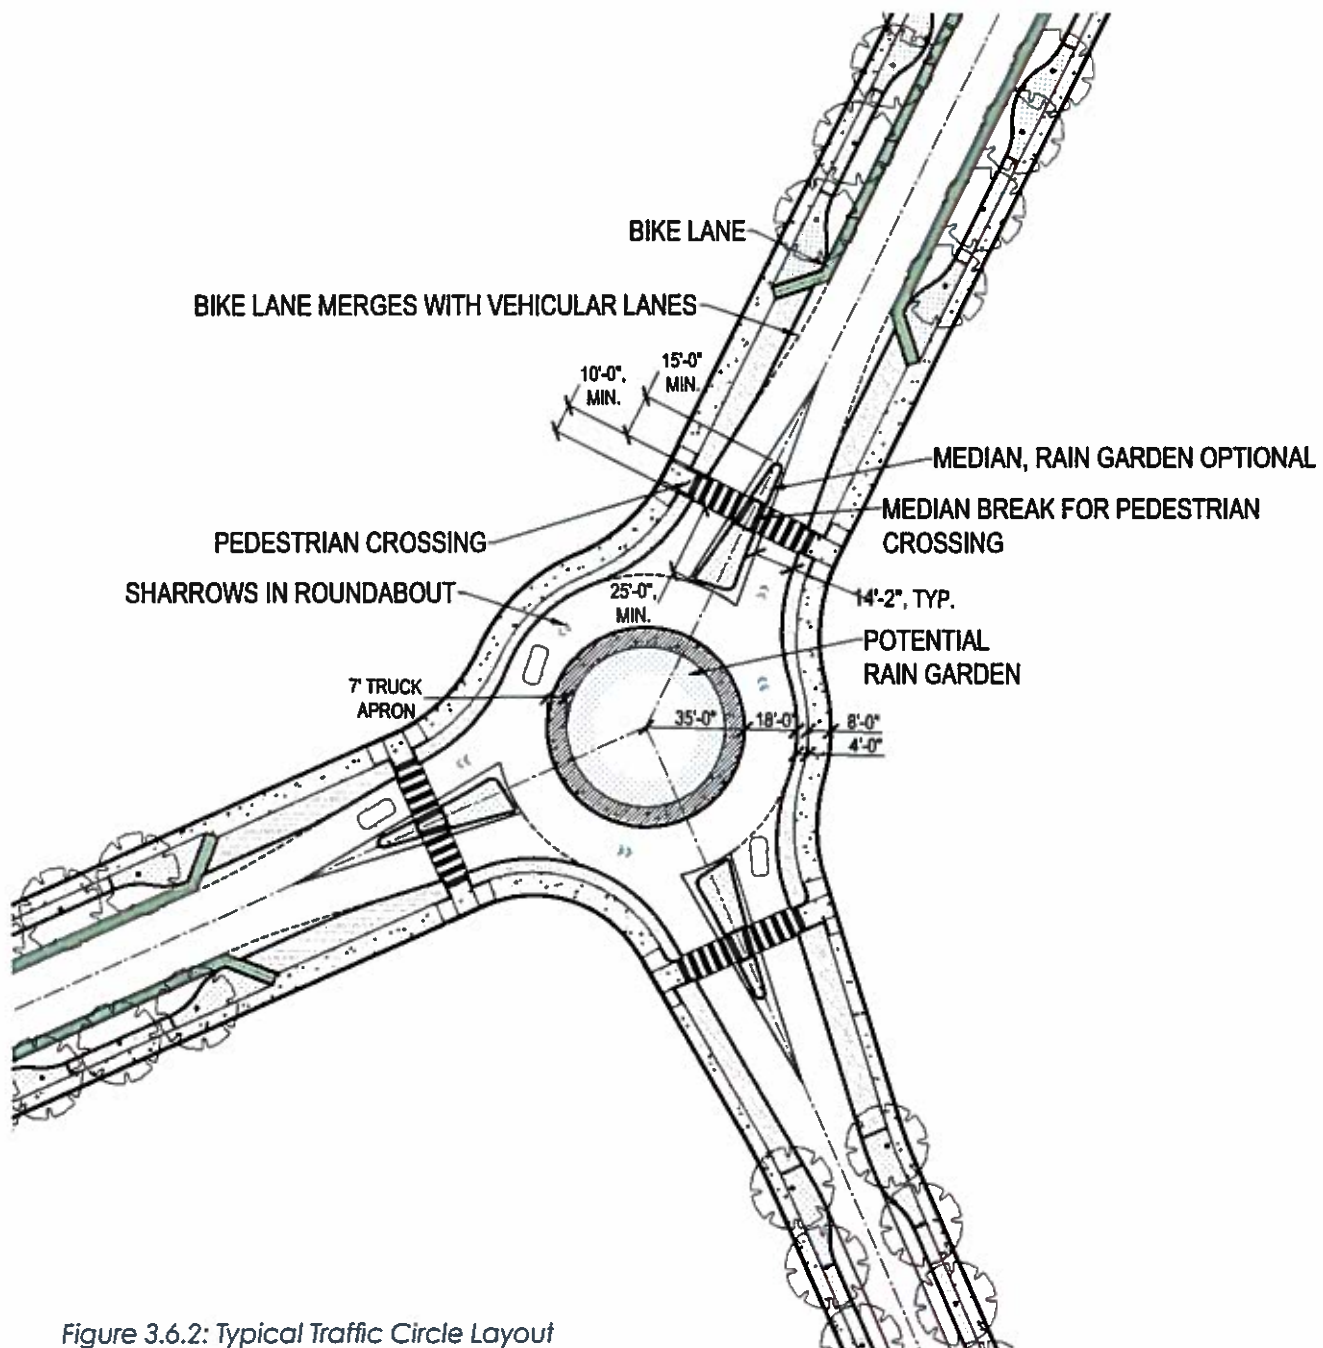 BIKE LANE
BIKE LANE MERGES WITH VEHICULAR LANES
15'-0"
MIN.
10'-0",
MIN.
MEDIAN, RAIN GARDEN OPTIONAL
MEDIAN BREAK FOR PEDESTRIAN
CROSSING
PEDESTRIAN CROSSING
SHARROWS IN ROUNDABOUT
25'-0",
MIN.
14'-2", TYP.
POTENTIAL
RAIN GARDEN
7' TRUCK
APRON
35'-0"
18'-0"
8'-0"
4'-0"
Figure 3.6.2: Typical Traffic Circle Layout